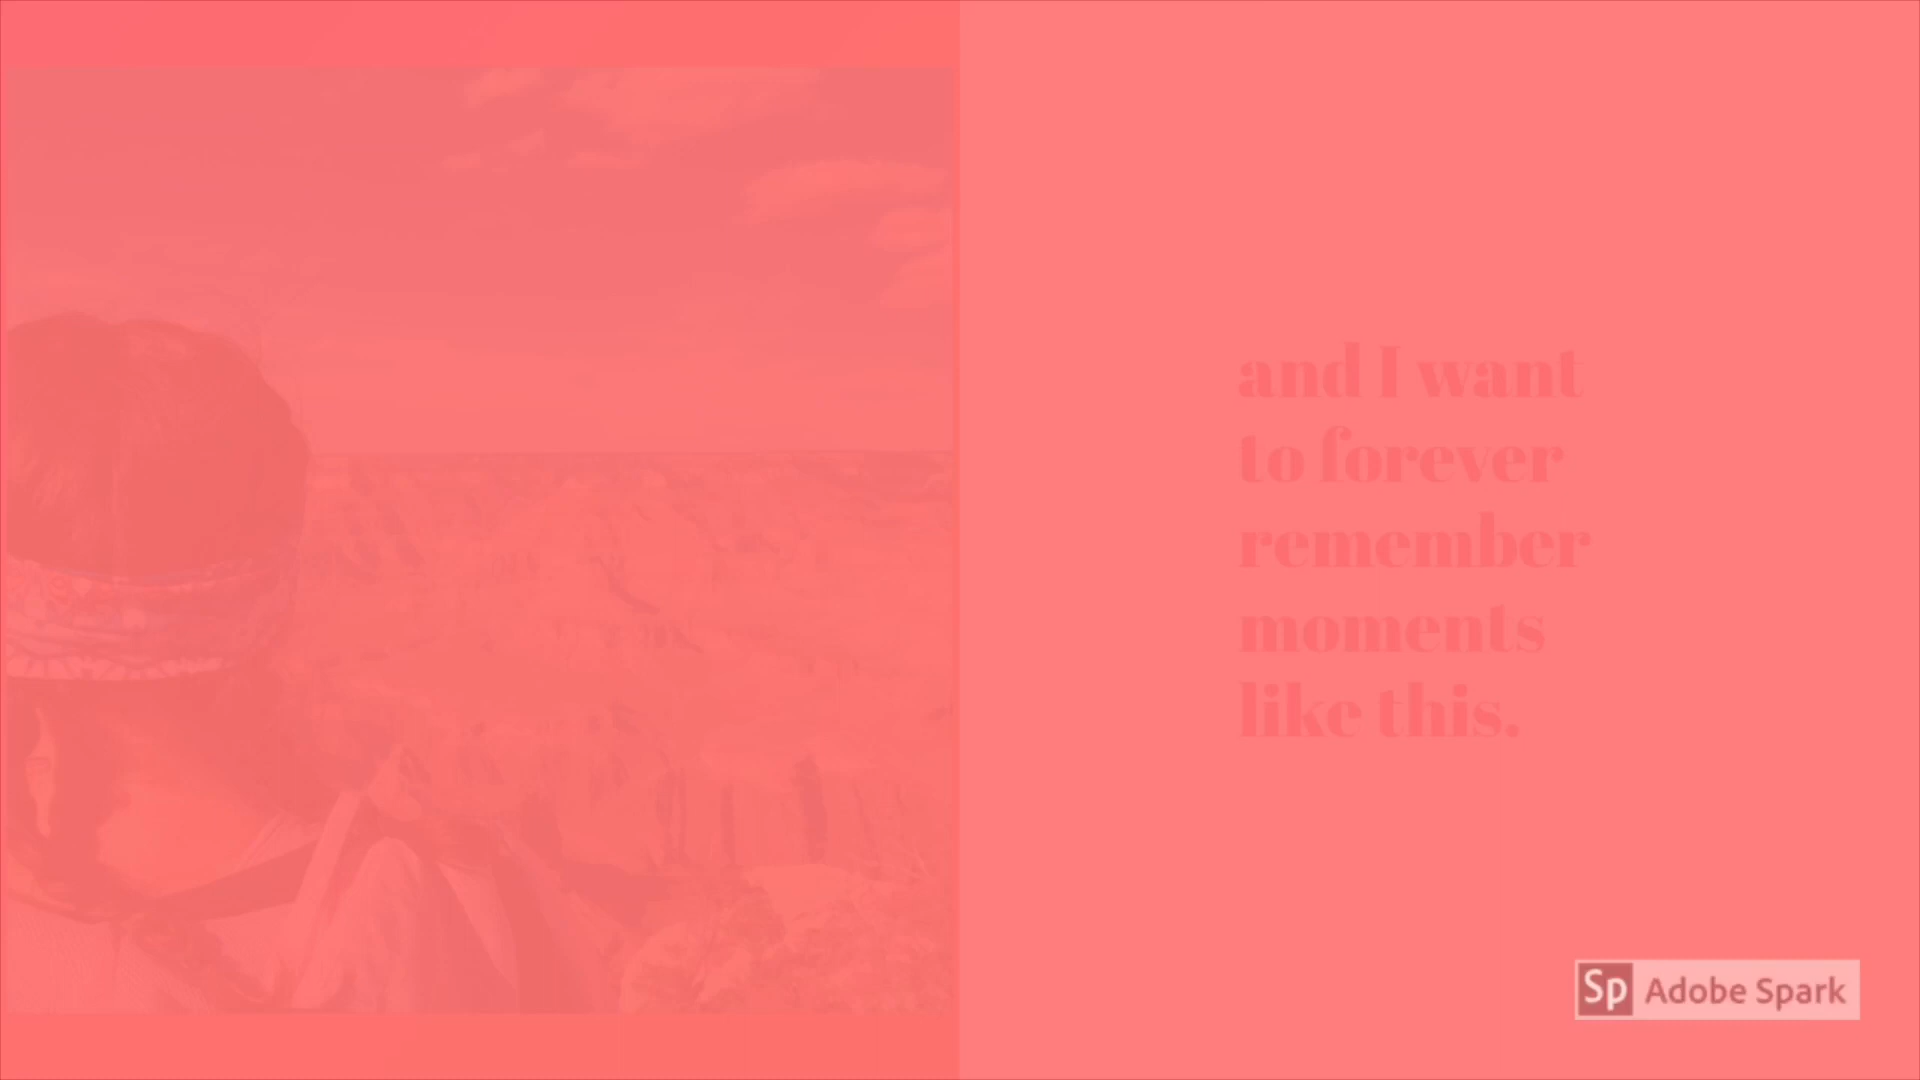 and I want
to forever
remember
moments
like this.
Sp Adobe Spark